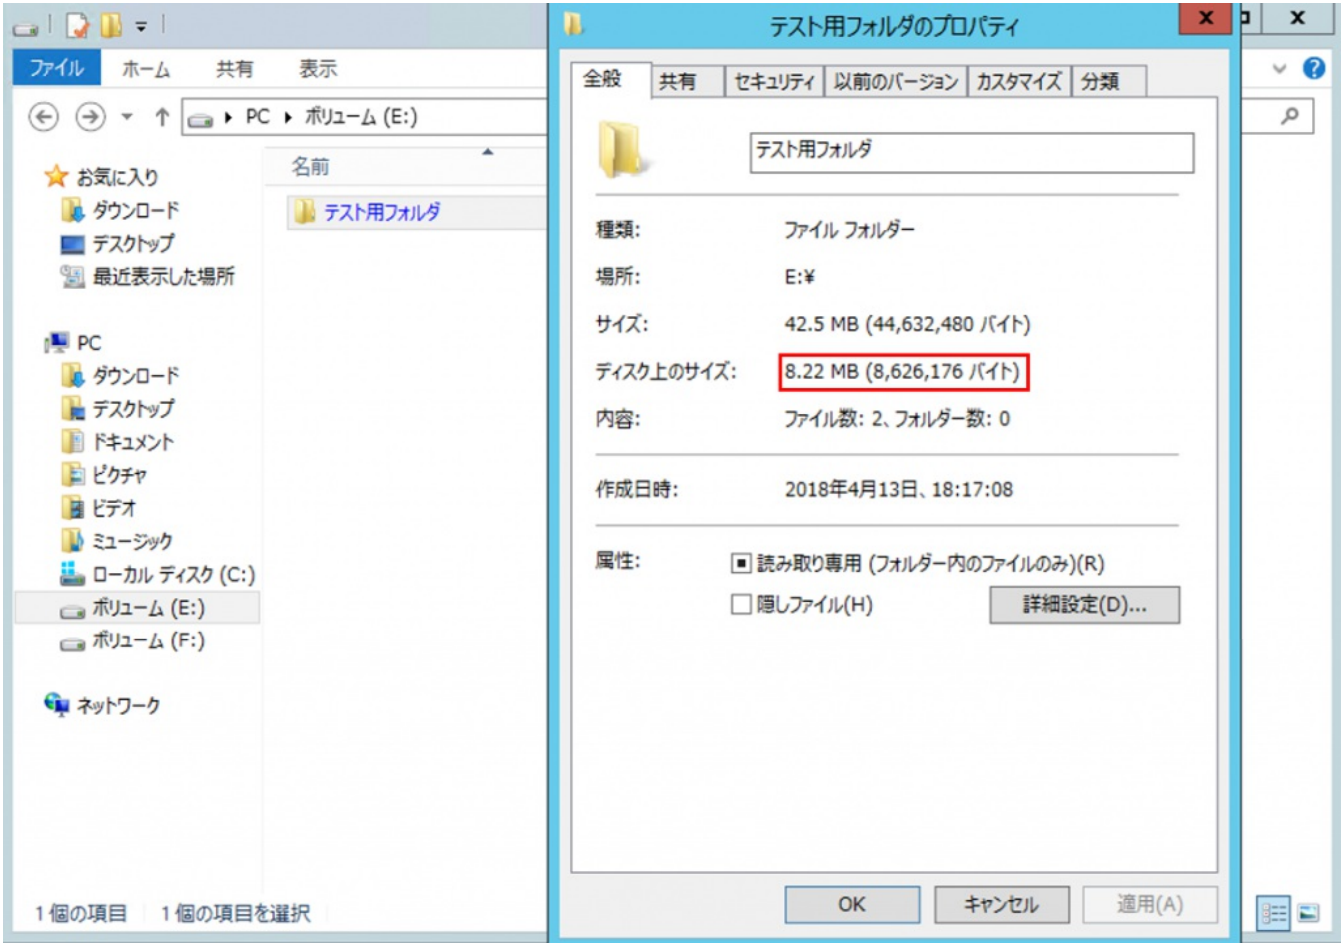 ファイル ホーム 共有 表示
PC ボリューム (E:)
お気に入り
ダウンロード
デスクトップ
最近表示した場所
PC
ダウンロード
デスクトップ
ドキュメント
ピクチャ
ビデオ
ミュージック
ローカル ディスク (C:)
ボリューム (E:)
ボリューム (F:)
ネットワーク
名前
テスト用フォルダ
1個の項目 1個の項目を選択
テスト用フォルダのプロパティ
全般 共有 セキュリティ 以前のバージョン カスタマイズ 分類
テスト用フォルダ
種類: ファイル フォルダー
場所: E:¥
サイズ: 42.5 MB (44,632,480 バイト)
ディスク上のサイズ: 8.22 MB (8,626,176 バイト)
内容: ファイル数: 2、フォルダー数: 0
作成日時: 2018年4月13日、18:17:08
属性: 読み取り専用 (フォルダー内のファイルのみ)(R)
隠しファイル(H) 詳細設定(D)...
OK キャンセル 適用(A)